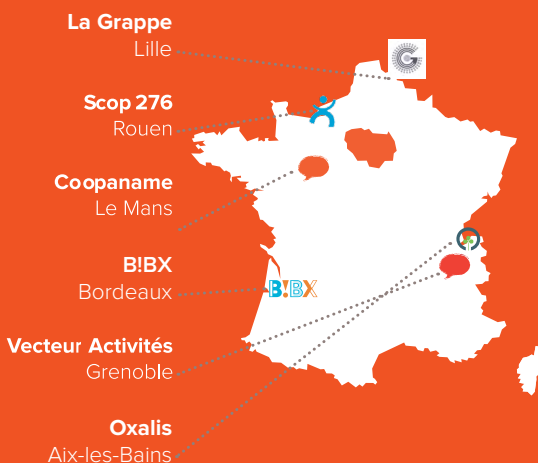 La Grappe
Lille
G
Scop 276
Rouen
Coopaname
Le Mans
B!BX
Bordeaux
B!BX
Vecteur Activités
Grenoble
Oxalis
Aix-les-Bains